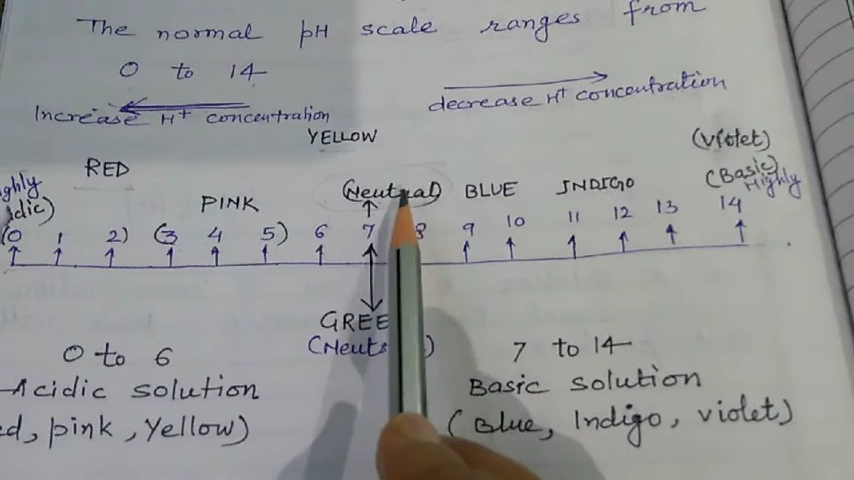 The normal pH scale ranges from
0 to 14
Increase H+ concentration
decrease H+ concentration
YELLOW
(violet)
RED
(Neutral) BLUE INDIGO
(Basic)
Highly
PINK
(0 1 2) (3 4 5) 6 7 8 9 10 11 12 13 14
GREE
0 to 6
7 to 14
Acidic solution
Basic solution
pink, Yellow)
(Blue, Indigo, violet)